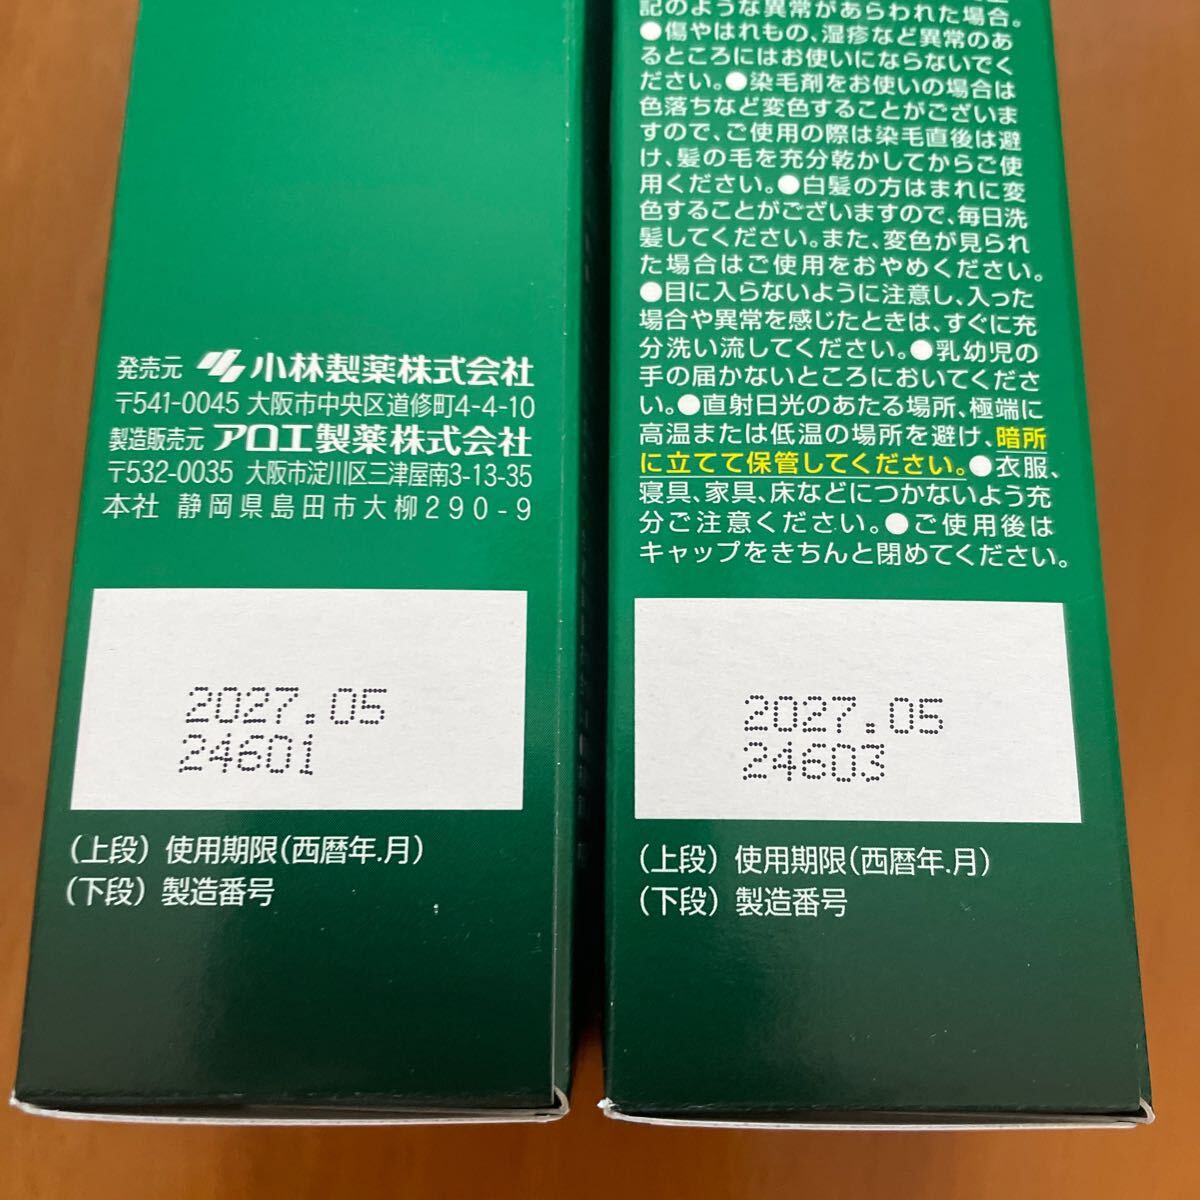 発売元 小林製薬株式会社
〒541-0045 大阪市中央区道修町4-4-10
製造販売元 アロエ製薬株式会社
〒532-0035 大阪市淀川区三津屋南3-13-35
本社 静岡県島田市大柳290-9
2027.05
24601
（上段）使用期限（西暦年.月）
（下段）製造番号
記のような異常があらわれた場合。
●傷やはれもの、湿疹など異常のあ
るところにはお使いにならないでく
ださい。●染毛剤をお使いの場合は
色落ちなど変色することがございま
すので、ご使用の際は染毛直後は避
け、髪の毛を充分乾かしてからご使
用ください。●白髪の方はまれに変
色することがございますので、毎日洗
髪してください。また、変色が見られ
た場合はご使用をおやめください。
●目に入らないように注意し、入った
場合や異常を感じたときは、すぐに充
分洗い流してください。●乳幼児の
手の届かないところにおいてくださ
い。●直射日光のあたる場所、極端に
高温または低温の場所を避け、暗所
に立てて保管してください。●衣服、
寝具、家具、床などにつかないよう充
分ご注意ください。●ご使用後は
キャップをきちんと閉めてください。
2027.05
24603
（上段）使用期限（西暦年.月）
（下段）製造番号